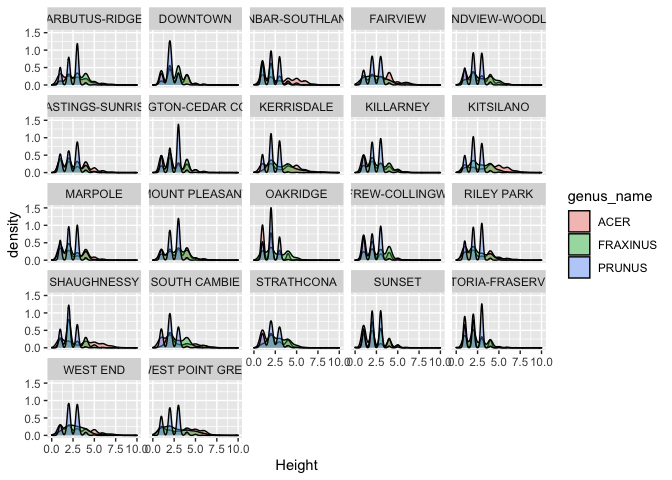 ARBUTUS-RIDGE DOWNTOWN NBAR-SOUTHLAN FAIRVIEW NDVIEW-WOODL
1.5
1.0
0.5
0.0
ASTINGS-SUNRIS GTON-CEDAR CO KERRISDALE KILLARNEY KITSILANO
1.5
1.0
0.5
0.0
MARPOLE MOUNT PLEASAN OAKRIDGE FREW-COLLINGW RILEY PARK
1.5
1.0
0.5
0.0
SHAUGHNESSY SOUTH CAMBIE STRATHCONA SUNSET TORIA-FRASERV
1.5
1.0
0.5
0.0
0.0 2.5 5.0 7.5 10.0 0.0 2.5 5.0 7.5 10.0 0.0 2.5 5.0 7.5 10.0
WEST END WEST POINT GRE
1.5
1.0
0.5
0.0
0.0 2.5 5.0 7.5 10.0 0.0 2.5 5.0 7.5 10.0
Height
density
genus_name
ACER
FRAXINUS
PRUNUS